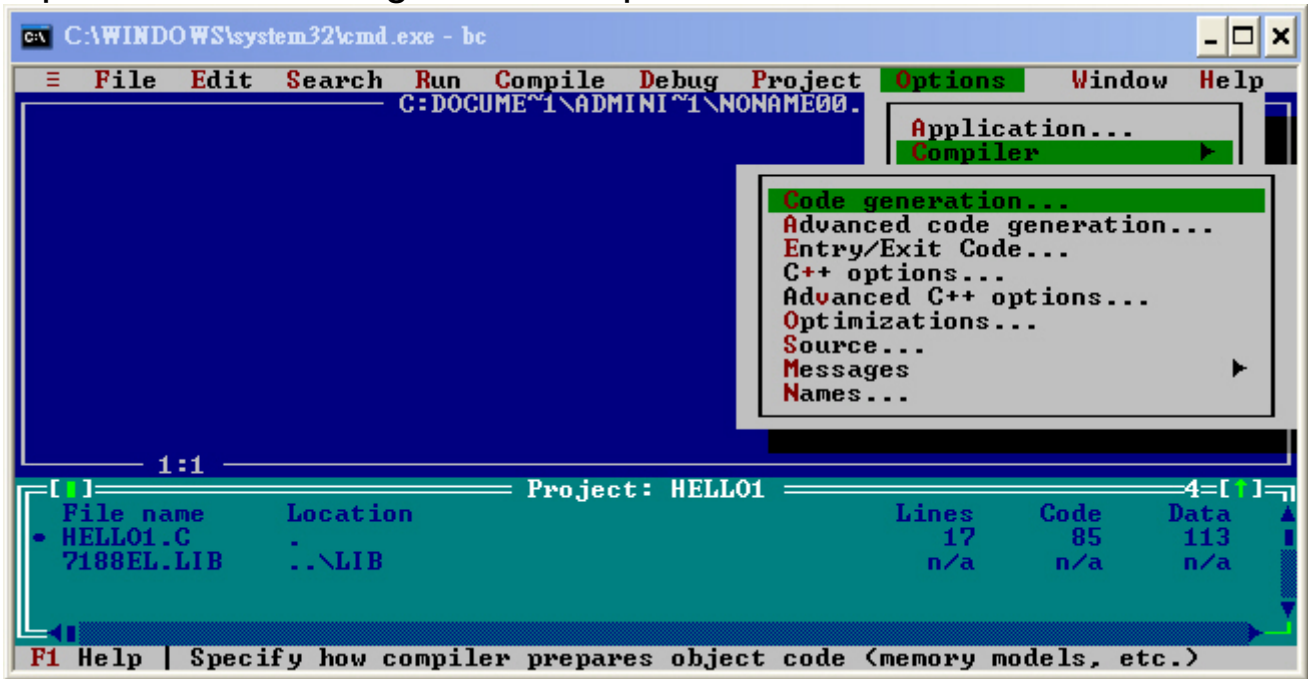 C:\WINDOWS\system32\cmd.exe - bc
≡ File Edit Search Run Compile Debug Project Options Window Help
C:DOCUME~1\ADMINI~1\NONAME00.
Application...
Compiler
Code generation...
Advanced code generation...
Entry/Exit Code...
C++ options...
Advanced C++ options...
Optimizations...
Source...
Messages
Names...
1:1
Project: HELLO1 4=[↑]
File name Location Lines Code Data
• HELLO1.C . 17 85 113
7188EL.LIB ..\LIB n/a n/a n/a
F1 Help | Specify how compiler prepares object code (memory models, etc.)